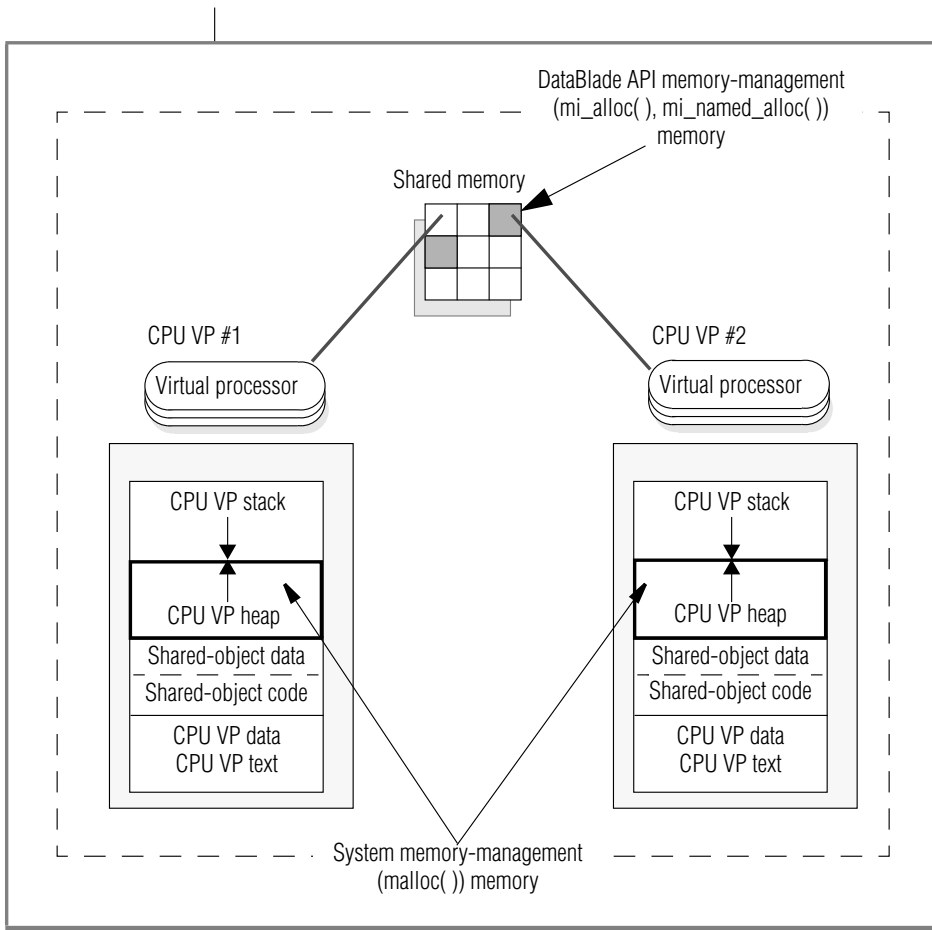 DataBlade API memory-management
(mi_alloc( ), mi_named_alloc( ))
memory
Shared memory
CPU VP #1
CPU VP #2
Virtual processor
Virtual processor
CPU VP stack
CPU VP heap
Shared-object data
Shared-object code
CPU VP data
CPU VP text
CPU VP stack
CPU VP heap
Shared-object data
Shared-object code
CPU VP data
CPU VP text
System memory-management
(malloc( )) memory